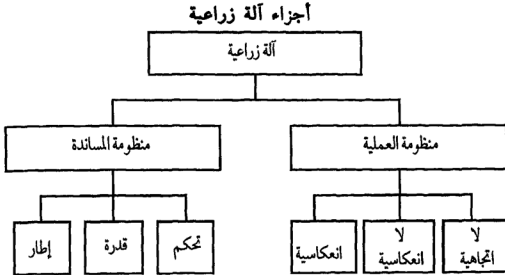 أجزاء آلة زراعية
آلة زراعية
منظومة العملية
منظومة المساندة
لا
اتجاهية
لا
انعكاسية
انعكاسية
تحكم
قدرة
إطار